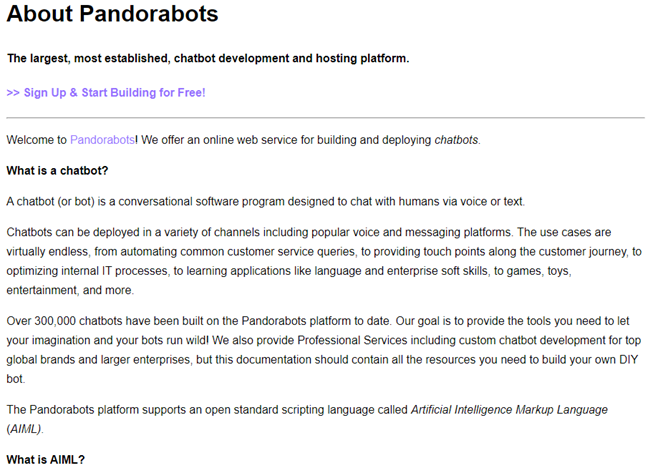 About Pandorabots
The largest, most established, chatbot development and hosting platform.
>> Sign Up & Start Building for Free!
Welcome to Pandorabots! We offer an online web service for building and deploying chatbots.
What is a chatbot?
A chatbot (or bot) is a conversational software program designed to chat with humans via voice or text.
Chatbots can be deployed in a variety of channels including popular voice and messaging platforms. The use cases are
virtually endless, from automating common customer service queries, to providing touch points along the customer journey, to
optimizing internal IT processes, to learning applications like language and enterprise soft skills, to games, toys,
entertainment, and more.
Over 300,000 chatbots have been built on the Pandorabots platform to date. Our goal is to provide the tools you need to let
your imagination and your bots run wild! We also provide Professional Services including custom chatbot development for top
global brands and larger enterprises, but this documentation should contain all the resources you need to build your own DIY
bot.
The Pandorabots platform supports an open standard scripting language called Artificial Intelligence Markup Language
(AIML).
What is AIML?